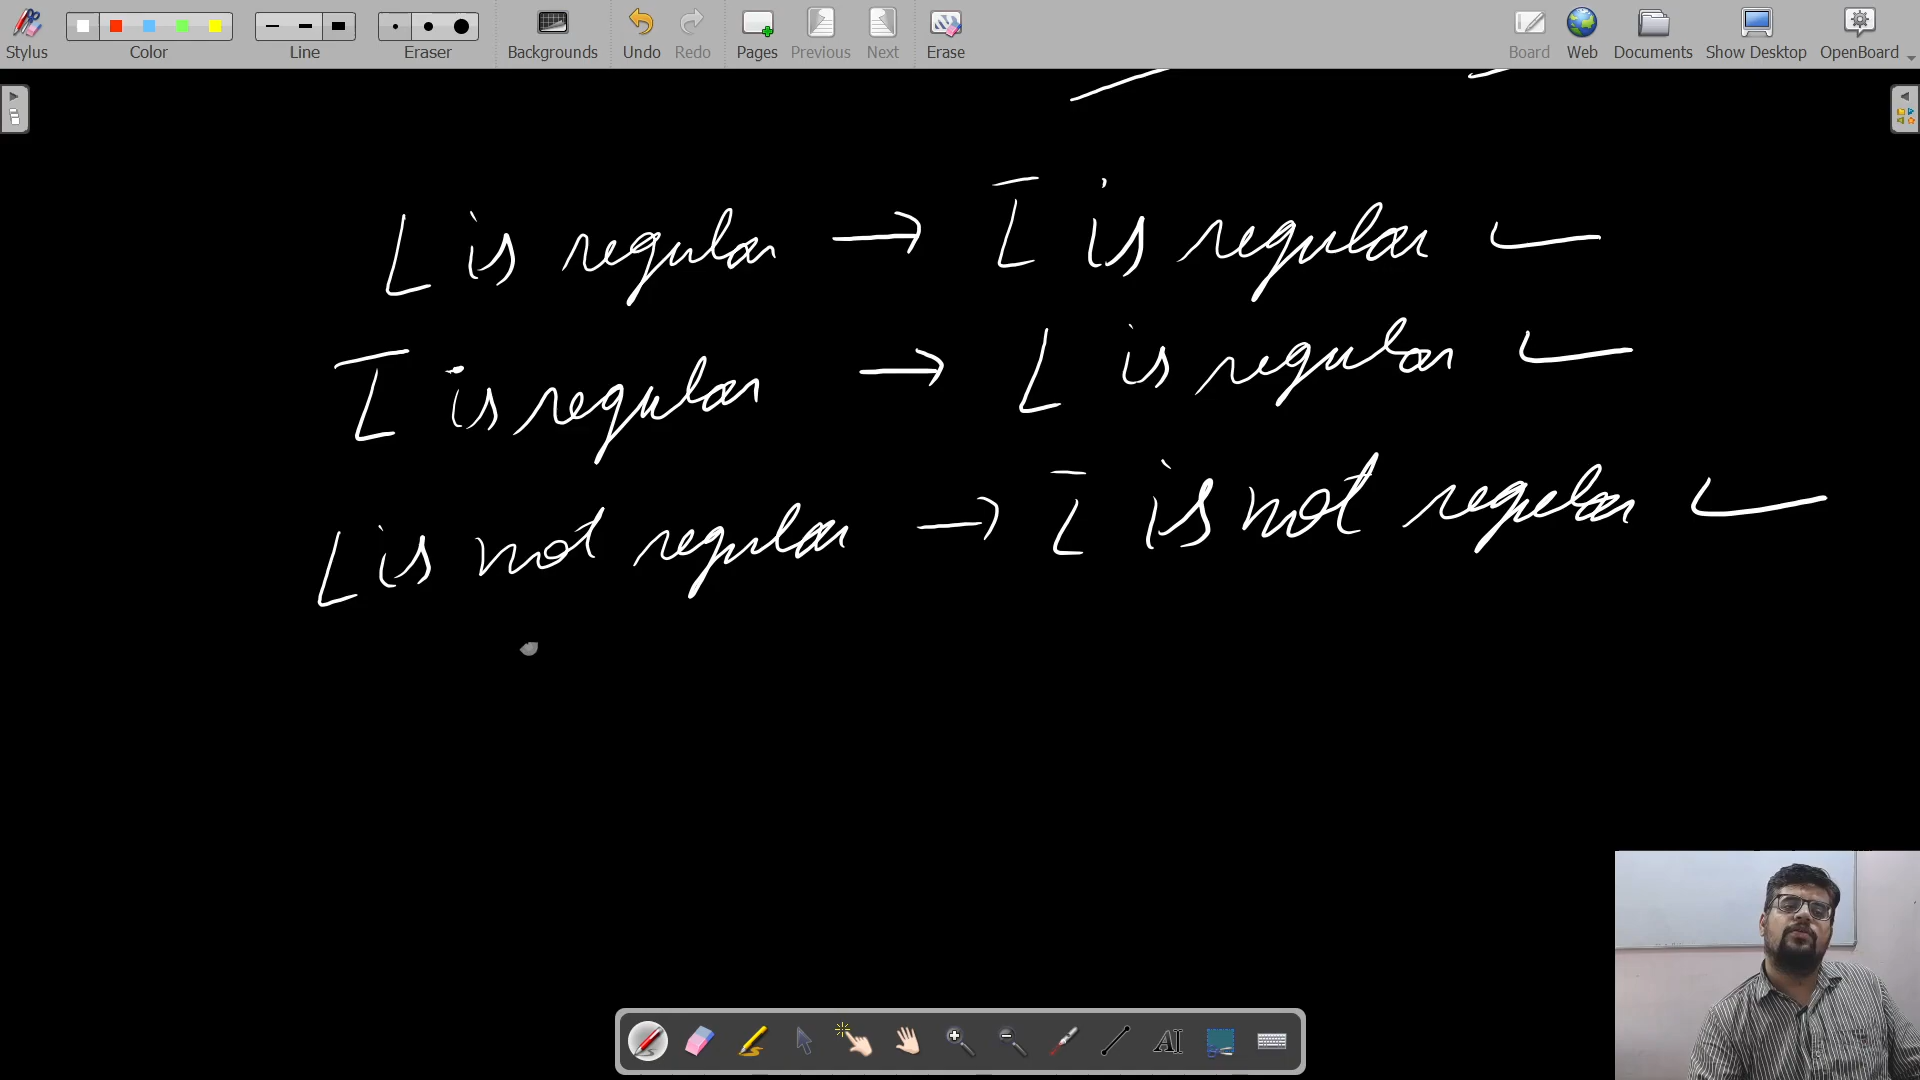 Stylus Color Line Eraser Backgrounds Undo Redo Pages Previous Next Erase Board Web Documents Show Desktop OpenBoard
L is regular → L̅ is regular ✓
L̅ is regular → L is regular ✓
L is not regular → L̅ is not regular ✓
AI